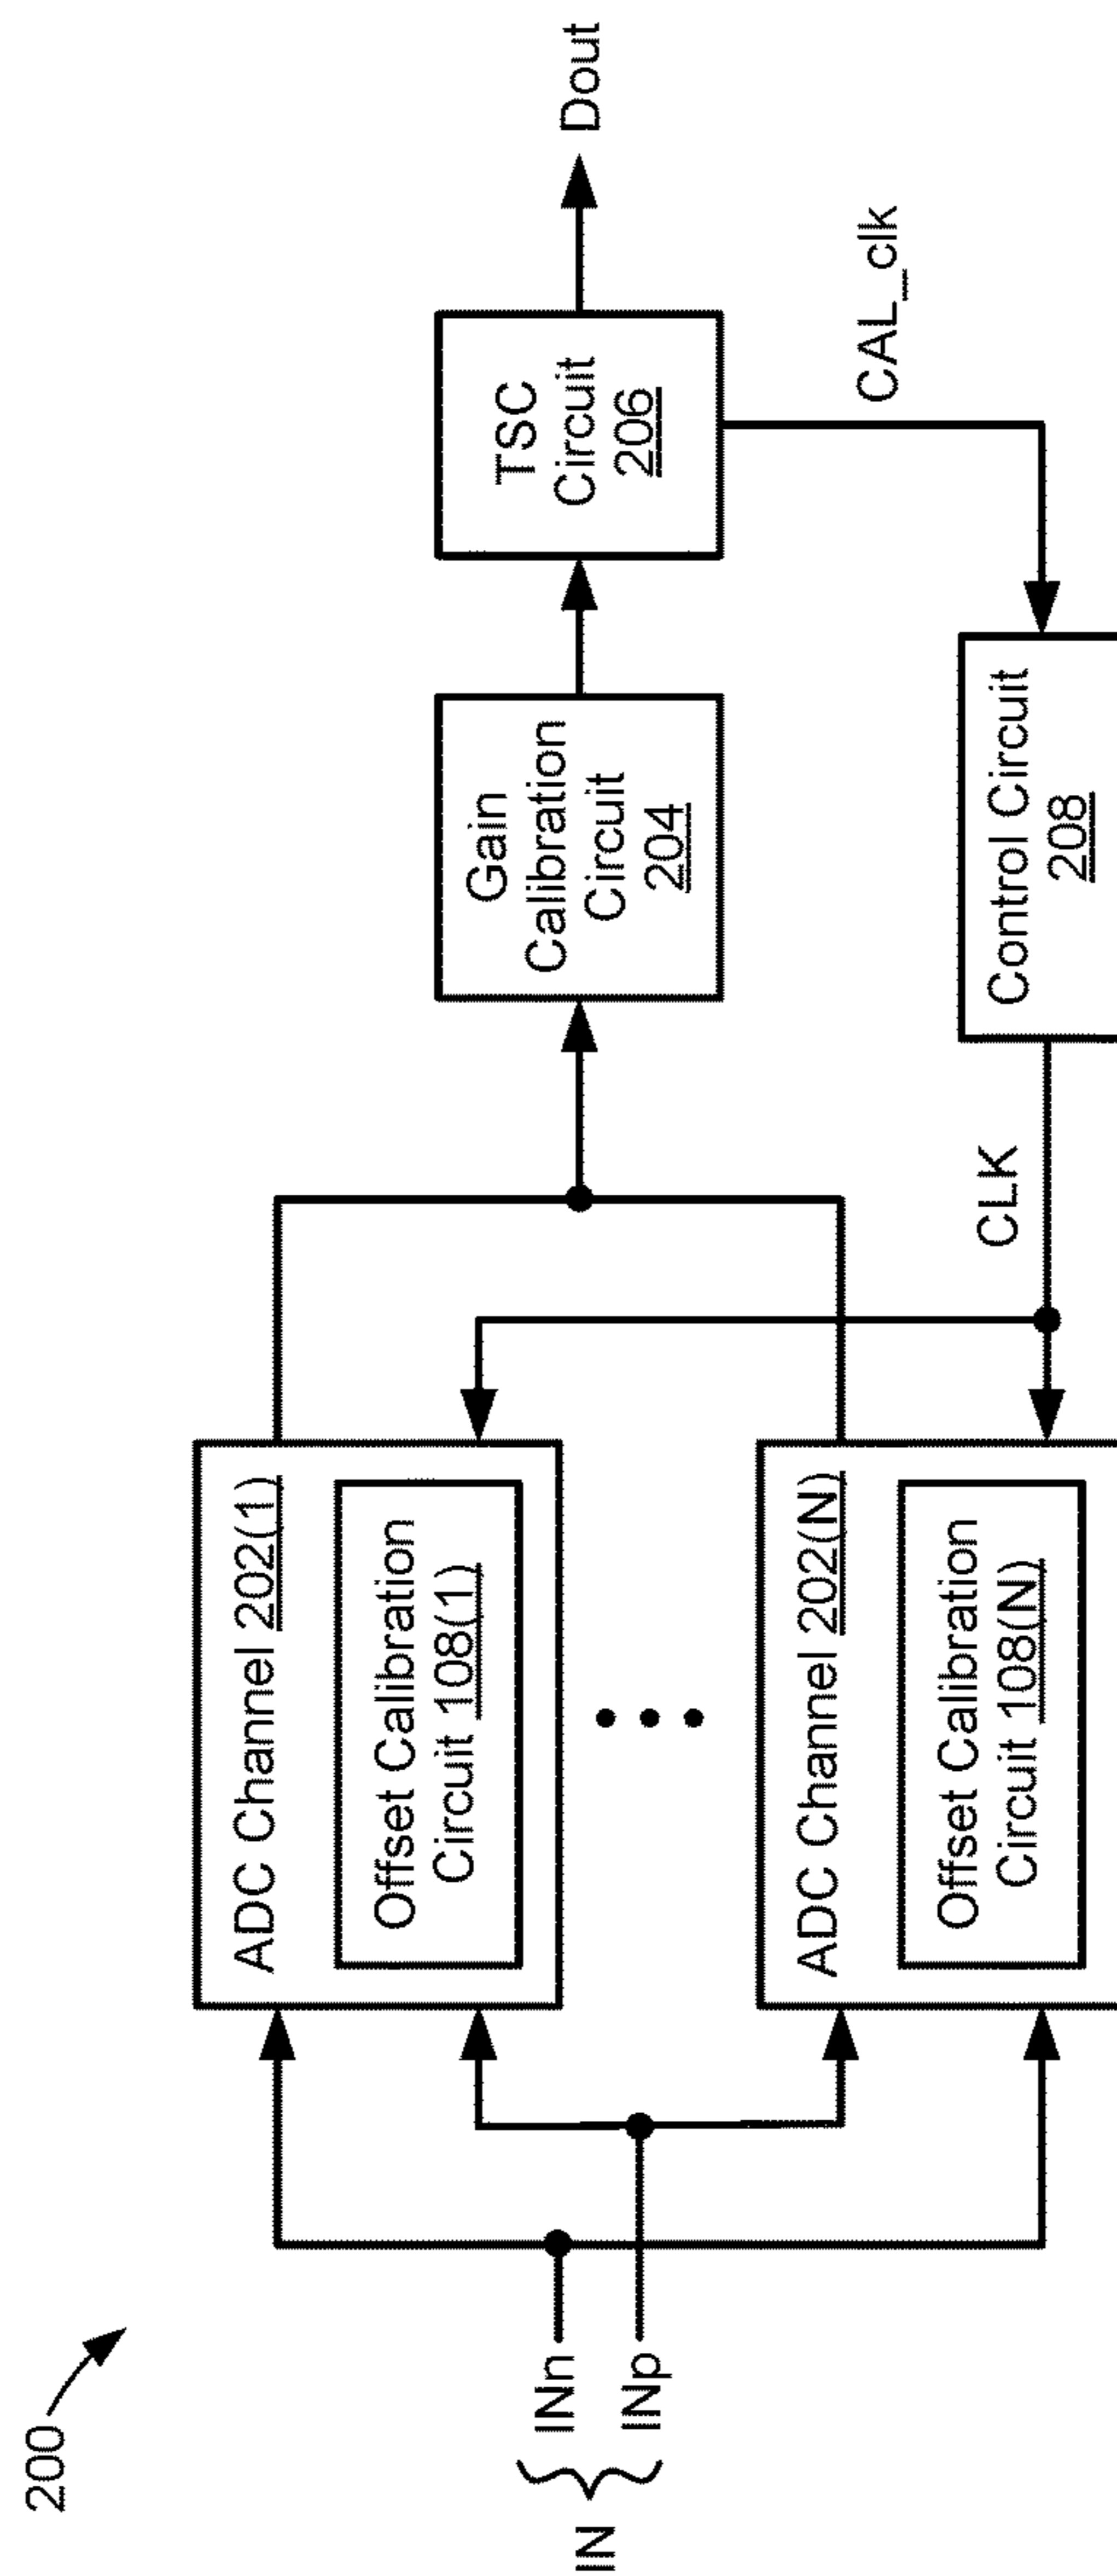 200
IN
INn
INp
ADC Channel 202(1)
Offset Calibration
Circuit 108(1)
ADC Channel 202(N)
Offset Calibration
Circuit 108(N)
CLK
Gain
Calibration
Circuit
204
Control Circuit
208
TSC
Circuit
206
CAL_clk
Dout